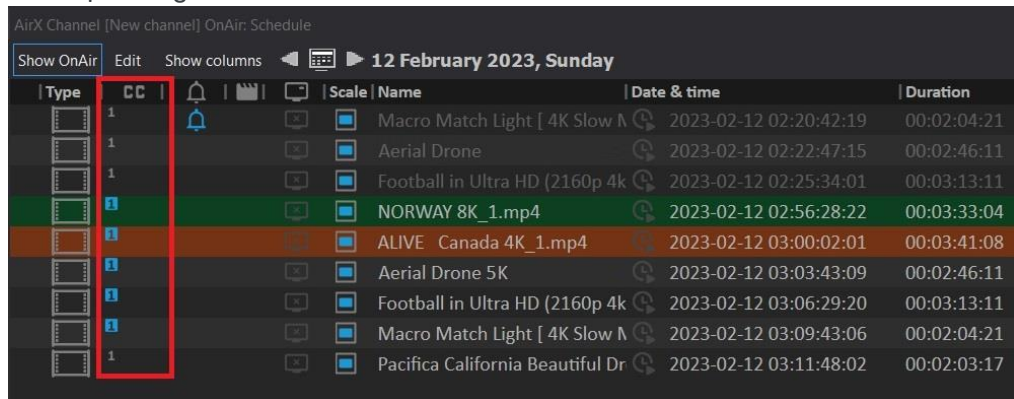 AirX Channel [New channel] OnAir: Schedule
Show OnAir Edit Show columns 12 February 2023, Sunday
Type CC Scale Name Date & time Duration
1 Macro Match Light [ 4K Slow 2023-02-12 02:20:42:19 00:02:04:21
1 Aerial Drone 2023-02-12 02:22:47:15 00:02:46:11
1 Football in Ultra HD (2160p 4k 2023-02-12 02:25:34:01 00:03:13:11
1 NORWAY 8K_1.mp4 2023-02-12 02:56:28:22 00:03:33:04
1 ALIVE Canada 4K_1.mp4 2023-02-12 03:00:02:01 00:03:41:08
1 Aerial Drone 5K 2023-02-12 03:03:43:09 00:02:46:11
1 Football in Ultra HD (2160p 4k 2023-02-12 03:06:29:20 00:03:13:11
1 Macro Match Light [ 4K Slow 2023-02-12 03:09:43:06 00:02:04:21
1 Pacifica California Beautiful Dr 2023-02-12 03:11:48:02 00:02:03:17